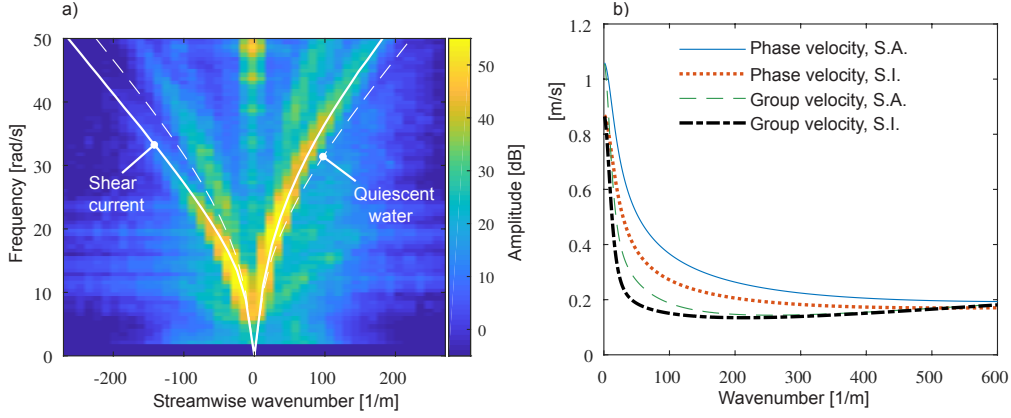 a)
50
40
30
20
10
0
Frequency [rad/s]
Shear
current
Quiescent
water
-200
-100
0
100
200
Streamwise wavenumber [1/m]
50
40
30
20
10
0
Amplitude [dB]
b)
1.2
1
0.8
0.6
0.4
0.2
0
[m/s]
Phase velocity, S.A.
Phase velocity, S.I.
Group velocity, S.A.
Group velocity, S.I.
0
100
200
300
400
500
600
Wavenumber [1/m]